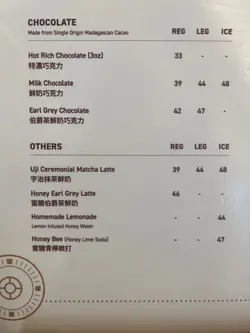 CHOCOLATE REG LEG ICE
Made from Single Origin Madagascan Cacao
Hot Rich Chocolate (3oz) 33 -
特濃巧克力
Milk Chocolate 39 44 48
鮮奶巧克力
Earl Grey Chocolate 42 47 -
伯爵茶鮮奶巧克力
OTHERS REG LEG ICE
Uji Ceremonial Matcha Latte 39 44 48
宇治抹茶鮮奶
Honey Earl Grey Latte 46 - -
蜜糖伯爵茶鮮奶
Homemade Lemonade - - 44
Lemon Infused Honey Water
Honey Bee (Honey Lime Soda) - - 47
蜜糖青檸梳打